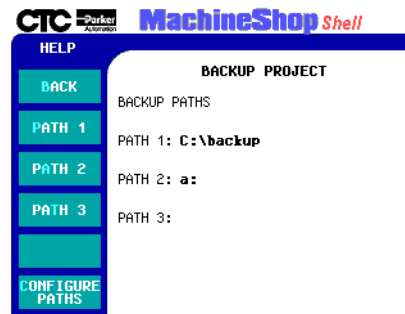 CTC Parker Automation MachineShop Shell
HELP
BACKUP PROJECT
BACK
BACKUP PATHS
PATH 1
PATH 1: C:\backup
PATH 2
PATH 2: a:
PATH 3
PATH 3:
CONFIGURE
PATHS